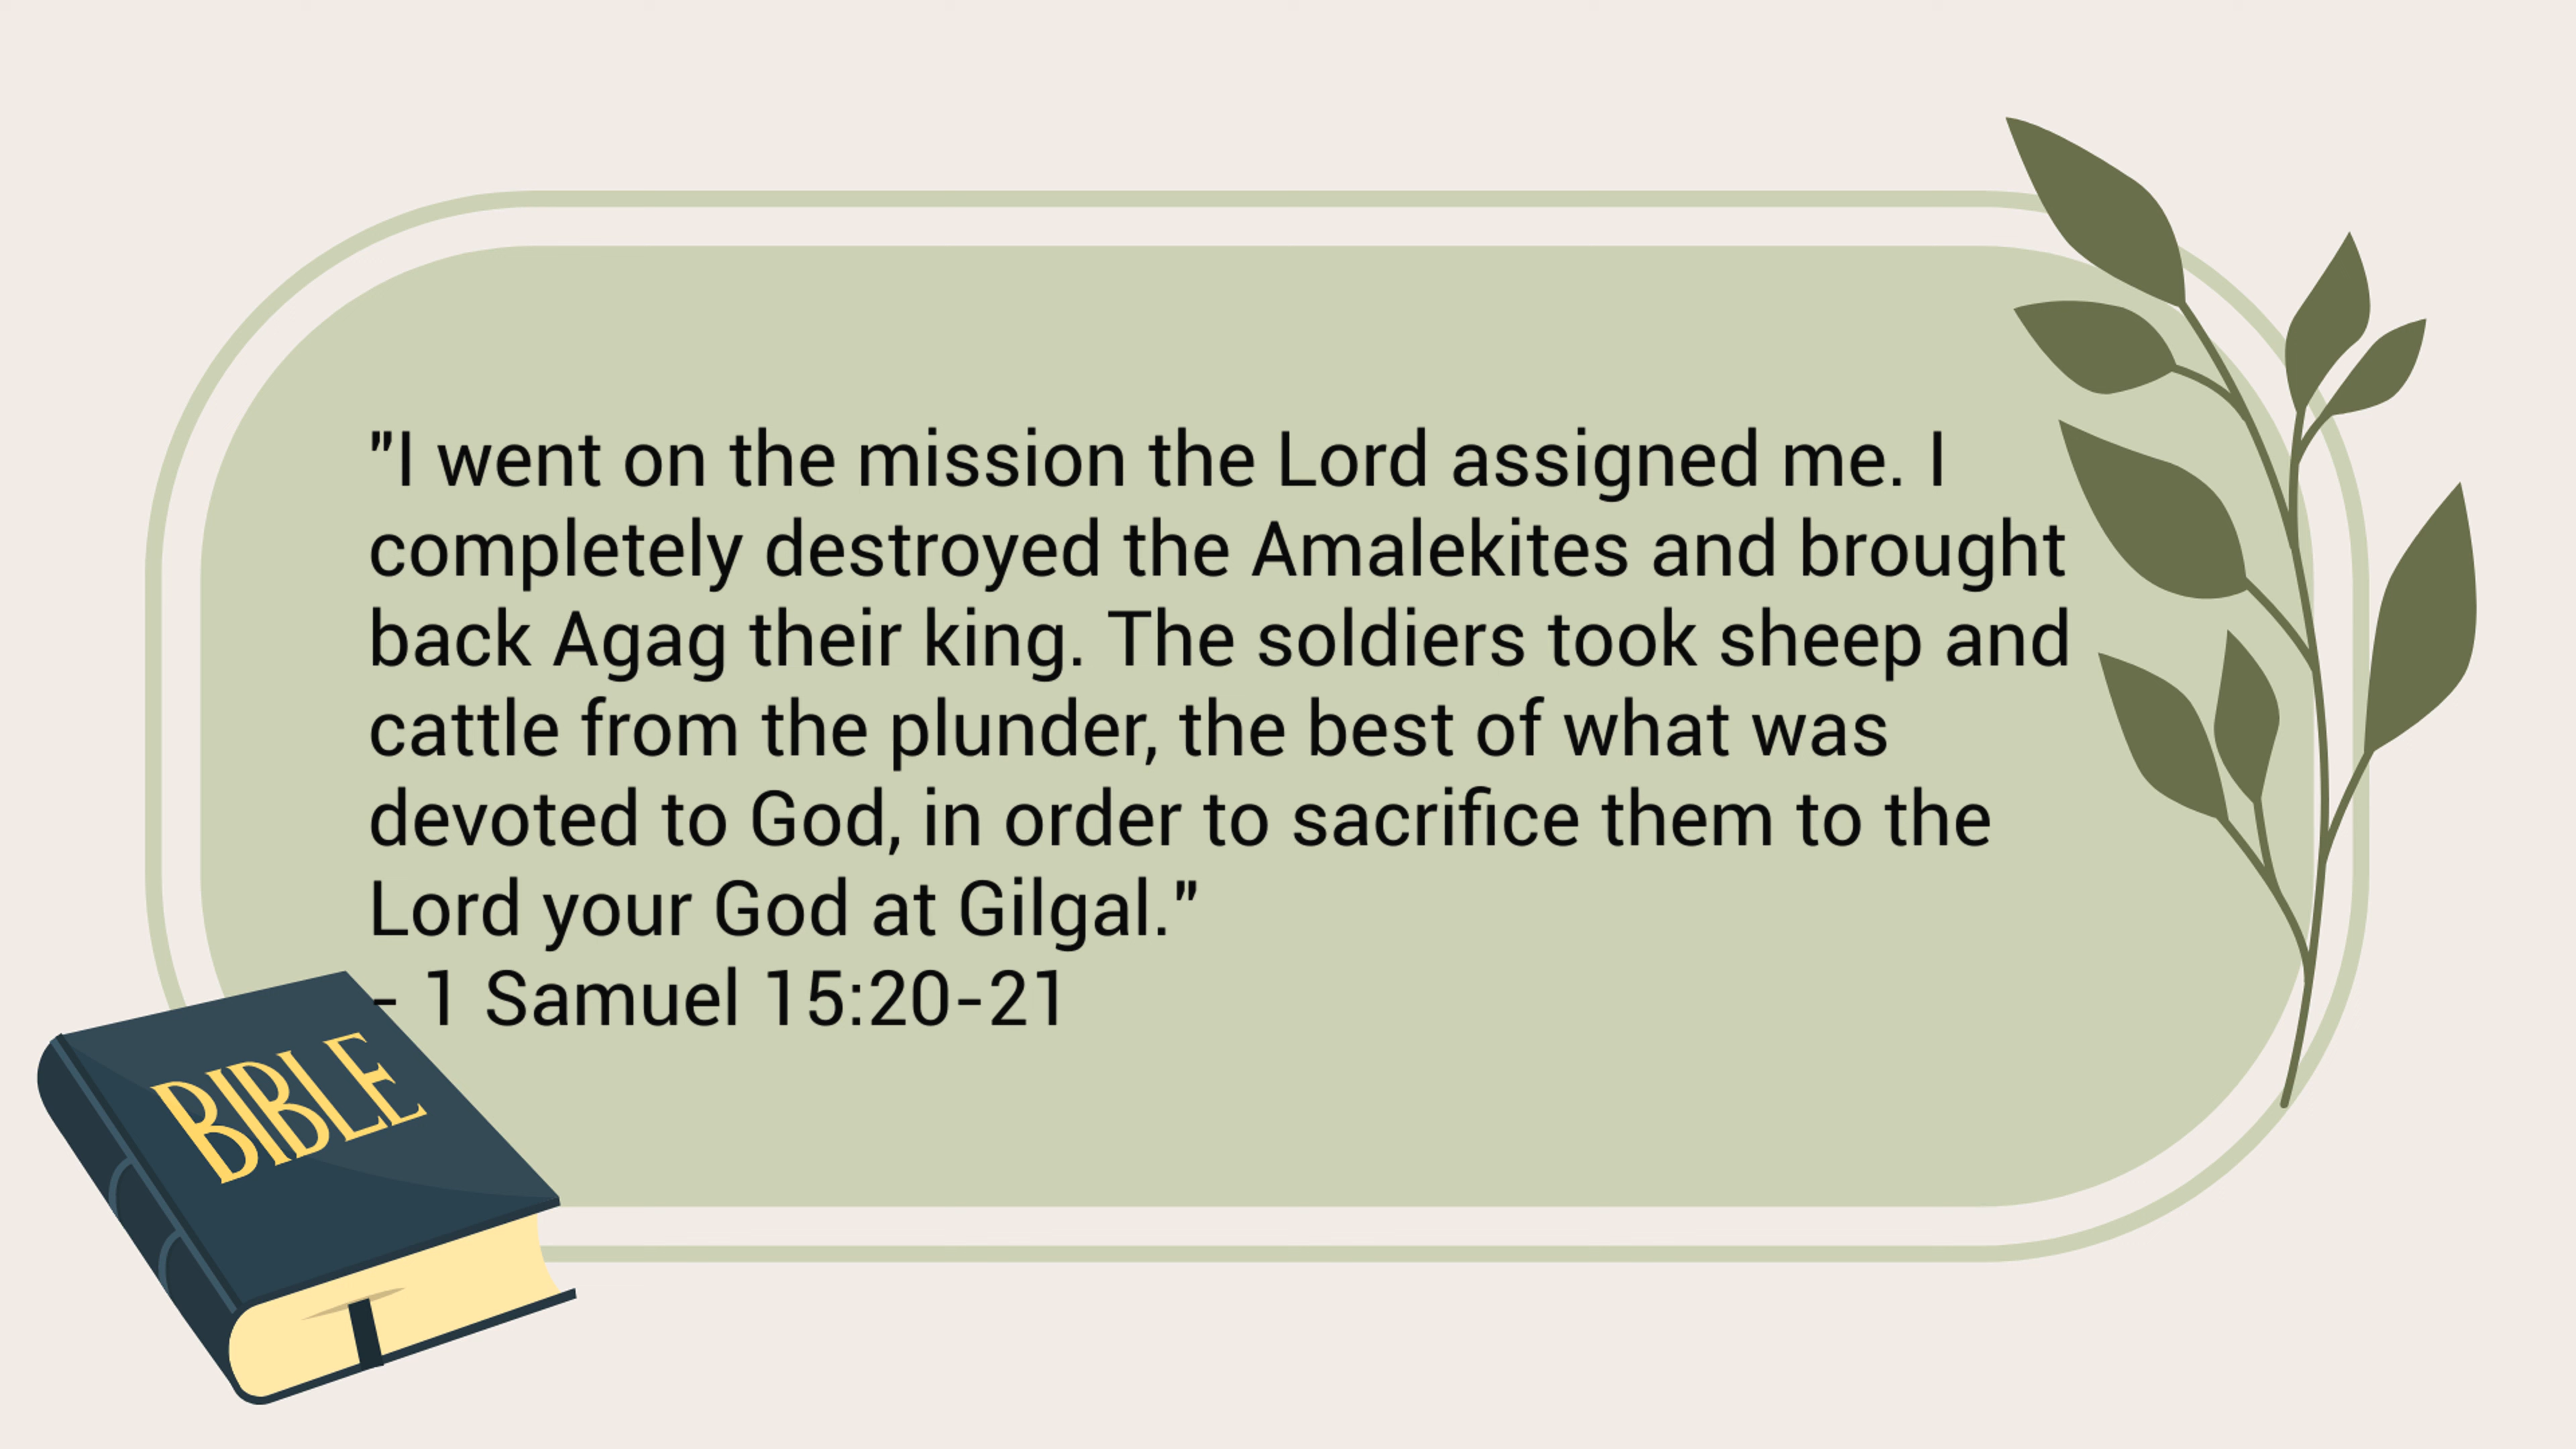 "I went on the mission the Lord assigned me. I
completely destroyed the Amalekites and brought
back Agag their king. The soldiers took sheep and
cattle from the plunder, the best of what was
devoted to God, in order to sacrifice them to the
Lord your God at Gilgal."
- 1 Samuel 15:20-21
BIBLE